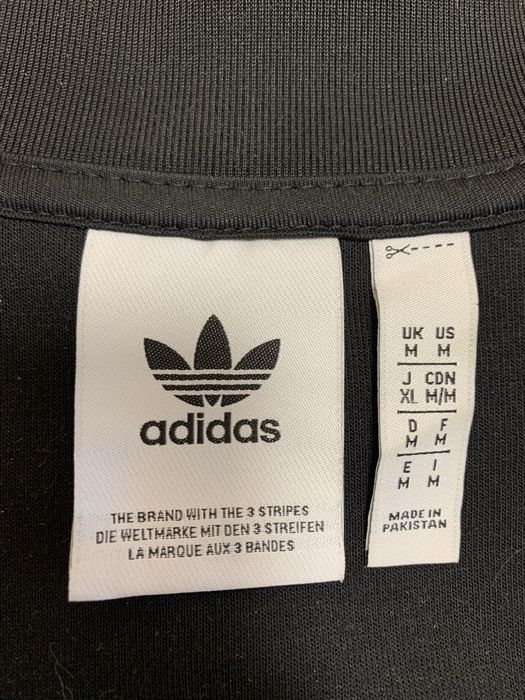 adidas
THE BRAND WITH THE 3 STRIPES
DIE WELTMARKE MIT DEN 3 STREIFEN
LA MARQUE AUX 3 BANDES
UK US
M M
J CDN
XL M/M
D F
M M
E I
M M
MADE IN
PAKISTAN